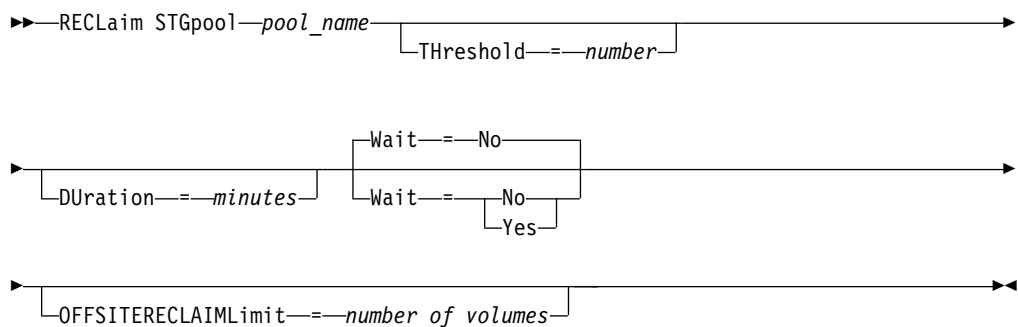 RECLaim STGpool pool_name
THreshold = number
Wait = No
DUration = minutes Wait = No
Yes
OFFSITERECLAIMLimit = number of volumes